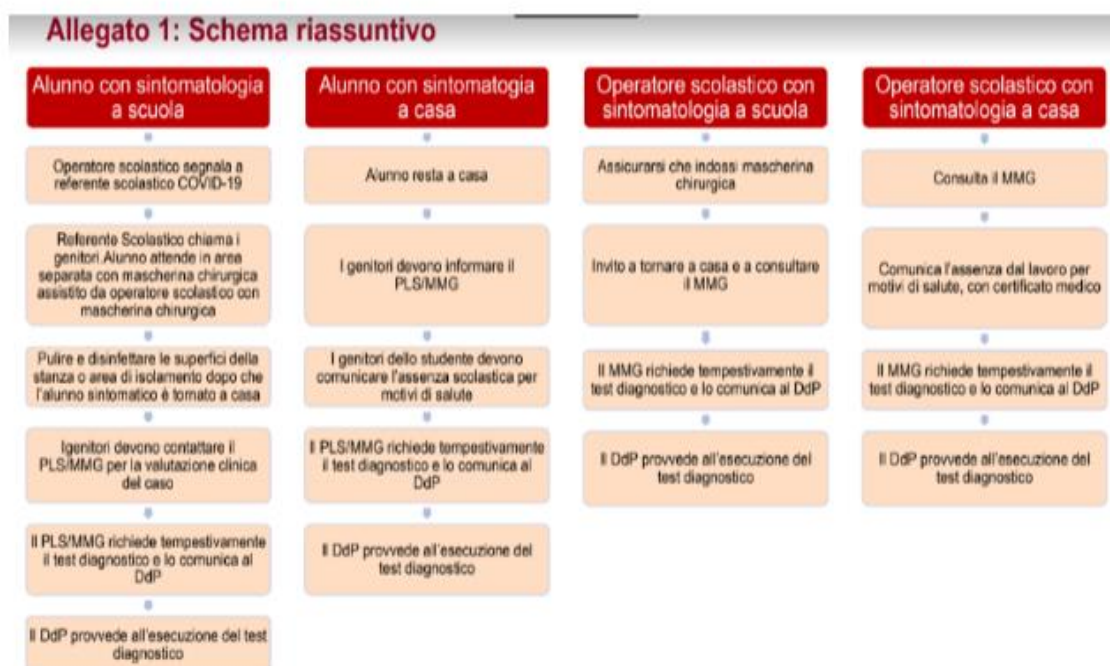 Allegato 1: Schema riassuntivo
Alunno con sintomatologia
a scuola
Operatore scolastico segnala a
referente scolastico COVID-19
Referente Scolastico chiama i
genitori.Alunno attende in area
separata con mascherina chirurgica
assistito da operatore scolastico con
mascherina chirurgica
Pulire e disinfettare le superfici della
stanza o area di isolamento dopo che
l'alunno sintomatico è tornato a casa
Igenitori devono contattare il
PLS/MMG per la valutazione clinica
del caso
Il PLS/MMG richiede tempestivamente
il test diagnostico e lo comunica al
DdP
Il DdP provvede all'esecuzione del test
diagnostico
Alunno con sintomatogia
a casa
Alunno resta a casa
I genitori devono informare il
PLS/MMG
I genitori dello studente devono
comunicare l'assenza scolastica per
motivi di salute
Il PLS/MMG richiede tempestivamente
il test diagnostico e lo comunica al
DdP
Il DdP provvede all'esecuzione del
test diagnostico
Operatore scolastico con
sintomatologia a scuola
Assicurarsi che indossi mascherina
chirurgica
Invito a tornare a casa e a consultare
il MMG
Il MMG richiede tempestivamente il
test diagnostico e lo comunica al DdP
Il DdP provvede all'esecuzione del
test diagnostico
Operatore scolastico con
sintomatologia a casa
Consulta il MMG
Comunica l'assenza dal lavoro per
motivi di salute, con certificato medico
Il MMG richiede tempestivamente il
test diagnostico e lo comunica al DdP
Il DdP provvede all'esecuzione del
test diagnostico